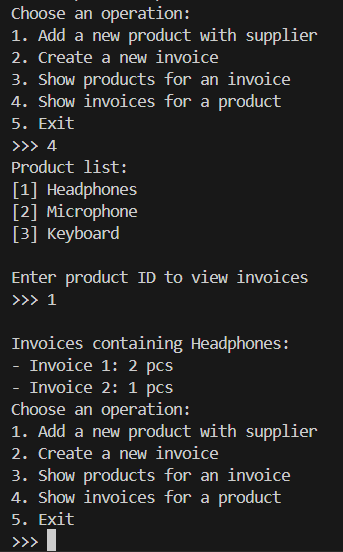 Choose an operation:
1. Add a new product with supplier
2. Create a new invoice
3. Show products for an invoice
4. Show invoices for a product
5. Exit
>>> 4
Product list:
[1] Headphones
[2] Microphone
[3] Keyboard

Enter product ID to view invoices
>>> 1

Invoices containing Headphones:
- Invoice 1: 2 pcs
- Invoice 2: 1 pcs
Choose an operation:
1. Add a new product with supplier
2. Create a new invoice
3. Show products for an invoice
4. Show invoices for a product
5. Exit
>>>